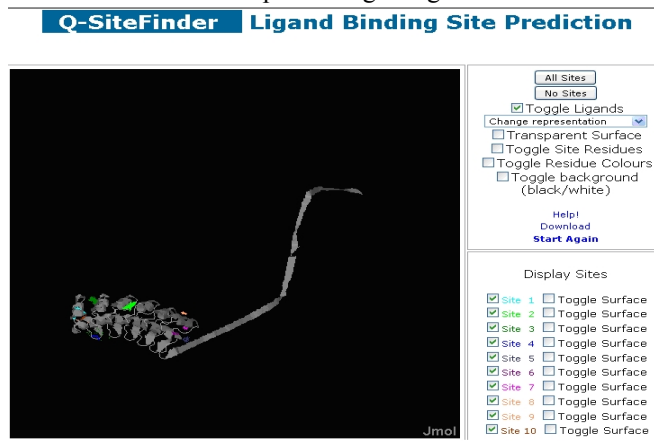 Q-SiteFinder Ligand Binding Site Prediction
All Sites
No Sites
Toggle Ligands
Change representation
Transparent Surface
Toggle Site Residues
Toggle Residue Colours
Toggle background
(black/white)
Help!
Download
Start Again
Display Sites
Site 1 Toggle Surface
Site 2 Toggle Surface
Site 3 Toggle Surface
Site 4 Toggle Surface
Site 5 Toggle Surface
Site 6 Toggle Surface
Site 7 Toggle Surface
Site 8 Toggle Surface
Site 9 Toggle Surface
Site 10 Toggle Surface
Jmol